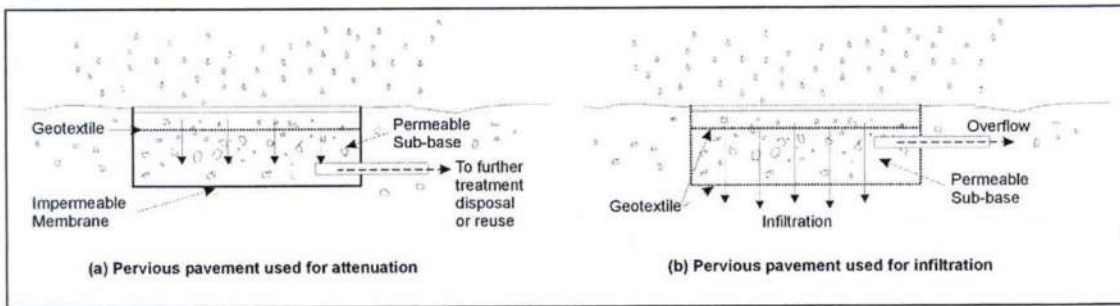 Geotextile
Permeable
Sub-base
To further
treatment
disposal
or reuse
Impermeable
Membrane
(a) Pervious pavement used for attenuation
Overflow
Permeable
Sub-Base
Geotextile
Infiltration
(b) Pervious pavement used for infiltration